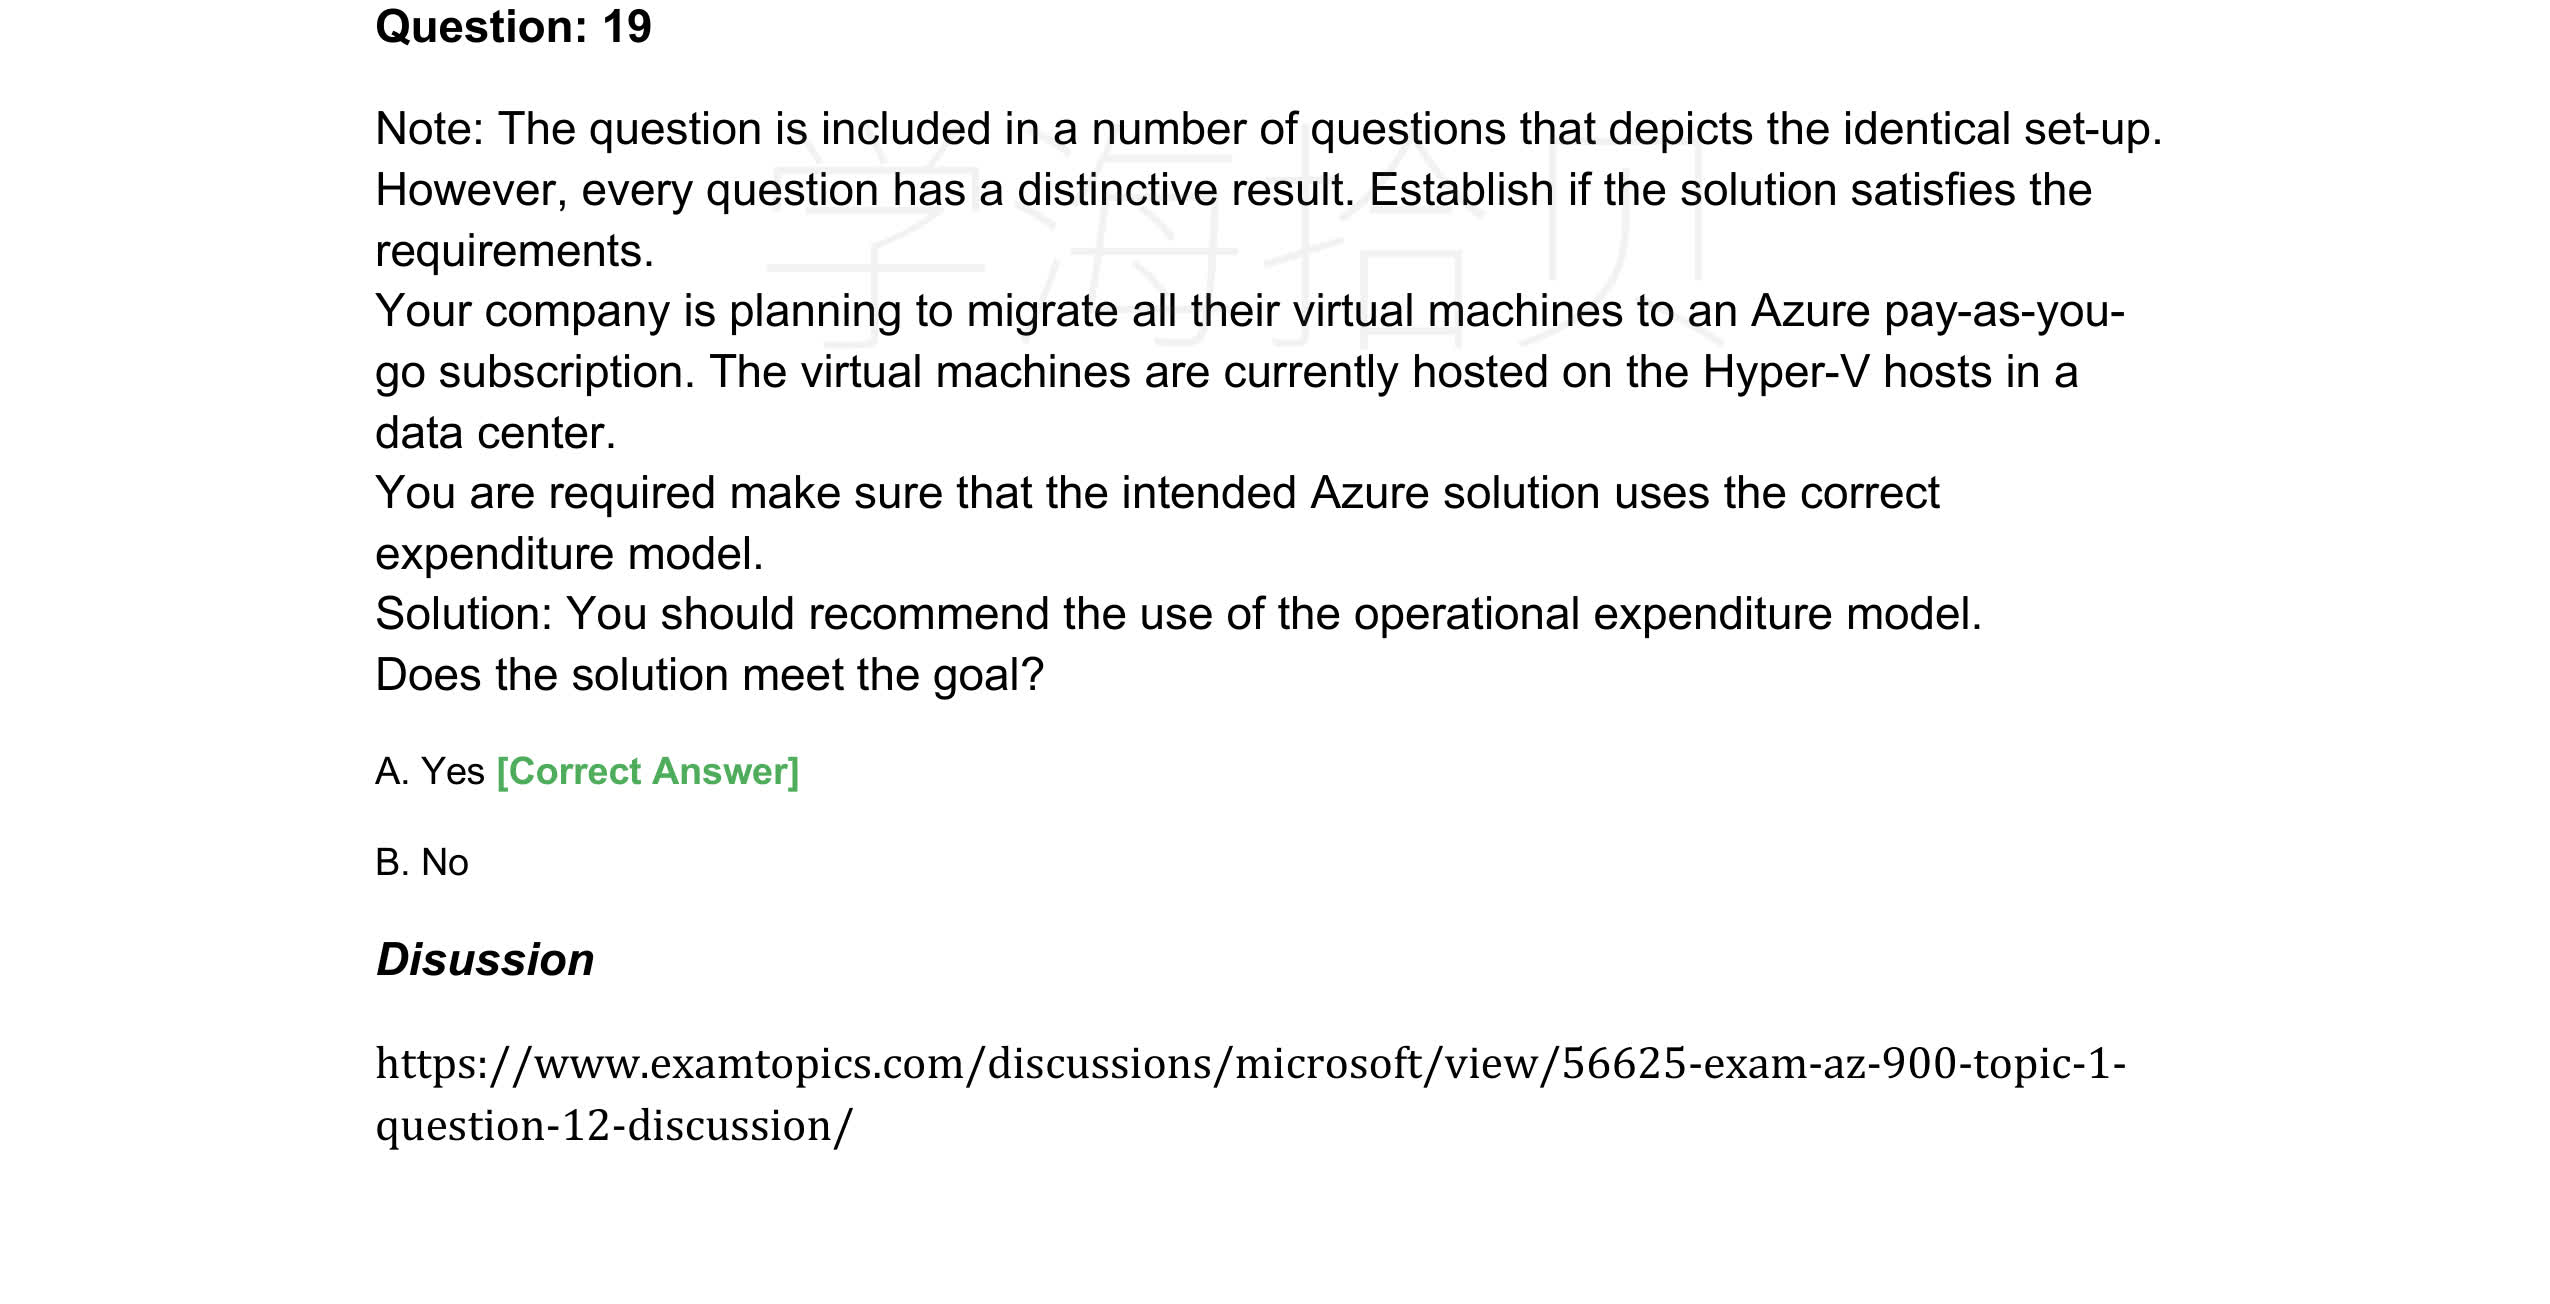 Question: 19
Note: The question is included in a number of questions that depicts the identical set-up.
However, every question has a distinctive result. Establish if the solution satisfies the
requirements.
Your company is planning to migrate all their virtual machines to an Azure pay-as-you-
go subscription. The virtual machines are currently hosted on the Hyper-V hosts in a
data center.
You are required make sure that the intended Azure solution uses the correct
expenditure model.
Solution: You should recommend the use of the operational expenditure model.
Does the solution meet the goal?
A. Yes [Correct Answer]
B. No
Disussion
https://www.examtopics.com/discussions/microsoft/view/56625-exam-az-900-topic-1-
question-12-discussion/
学海拾贝